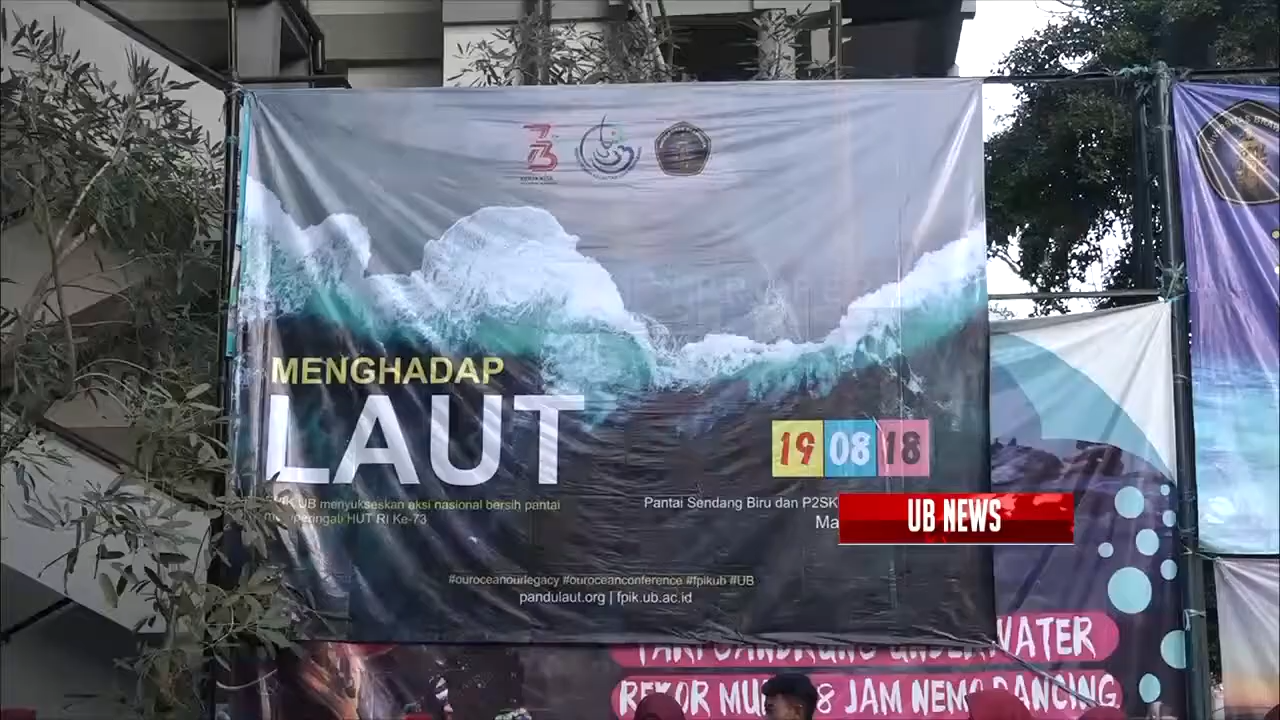 73
MENGHADAP
LAUT
UB menyukseskan aksi nasional bersih pantai
peringati HUT RI Ke-73
19 08 18
Pantai Sendang Biru dan P2SK
Ma
UB NEWS
#ouroceanourlegacy #ouroceanconference #fpikub #UB
pandulaut.org | fpik.ub.ac.id
UNDERWATER
REKOR MU 8 JAM NEMO DANCING